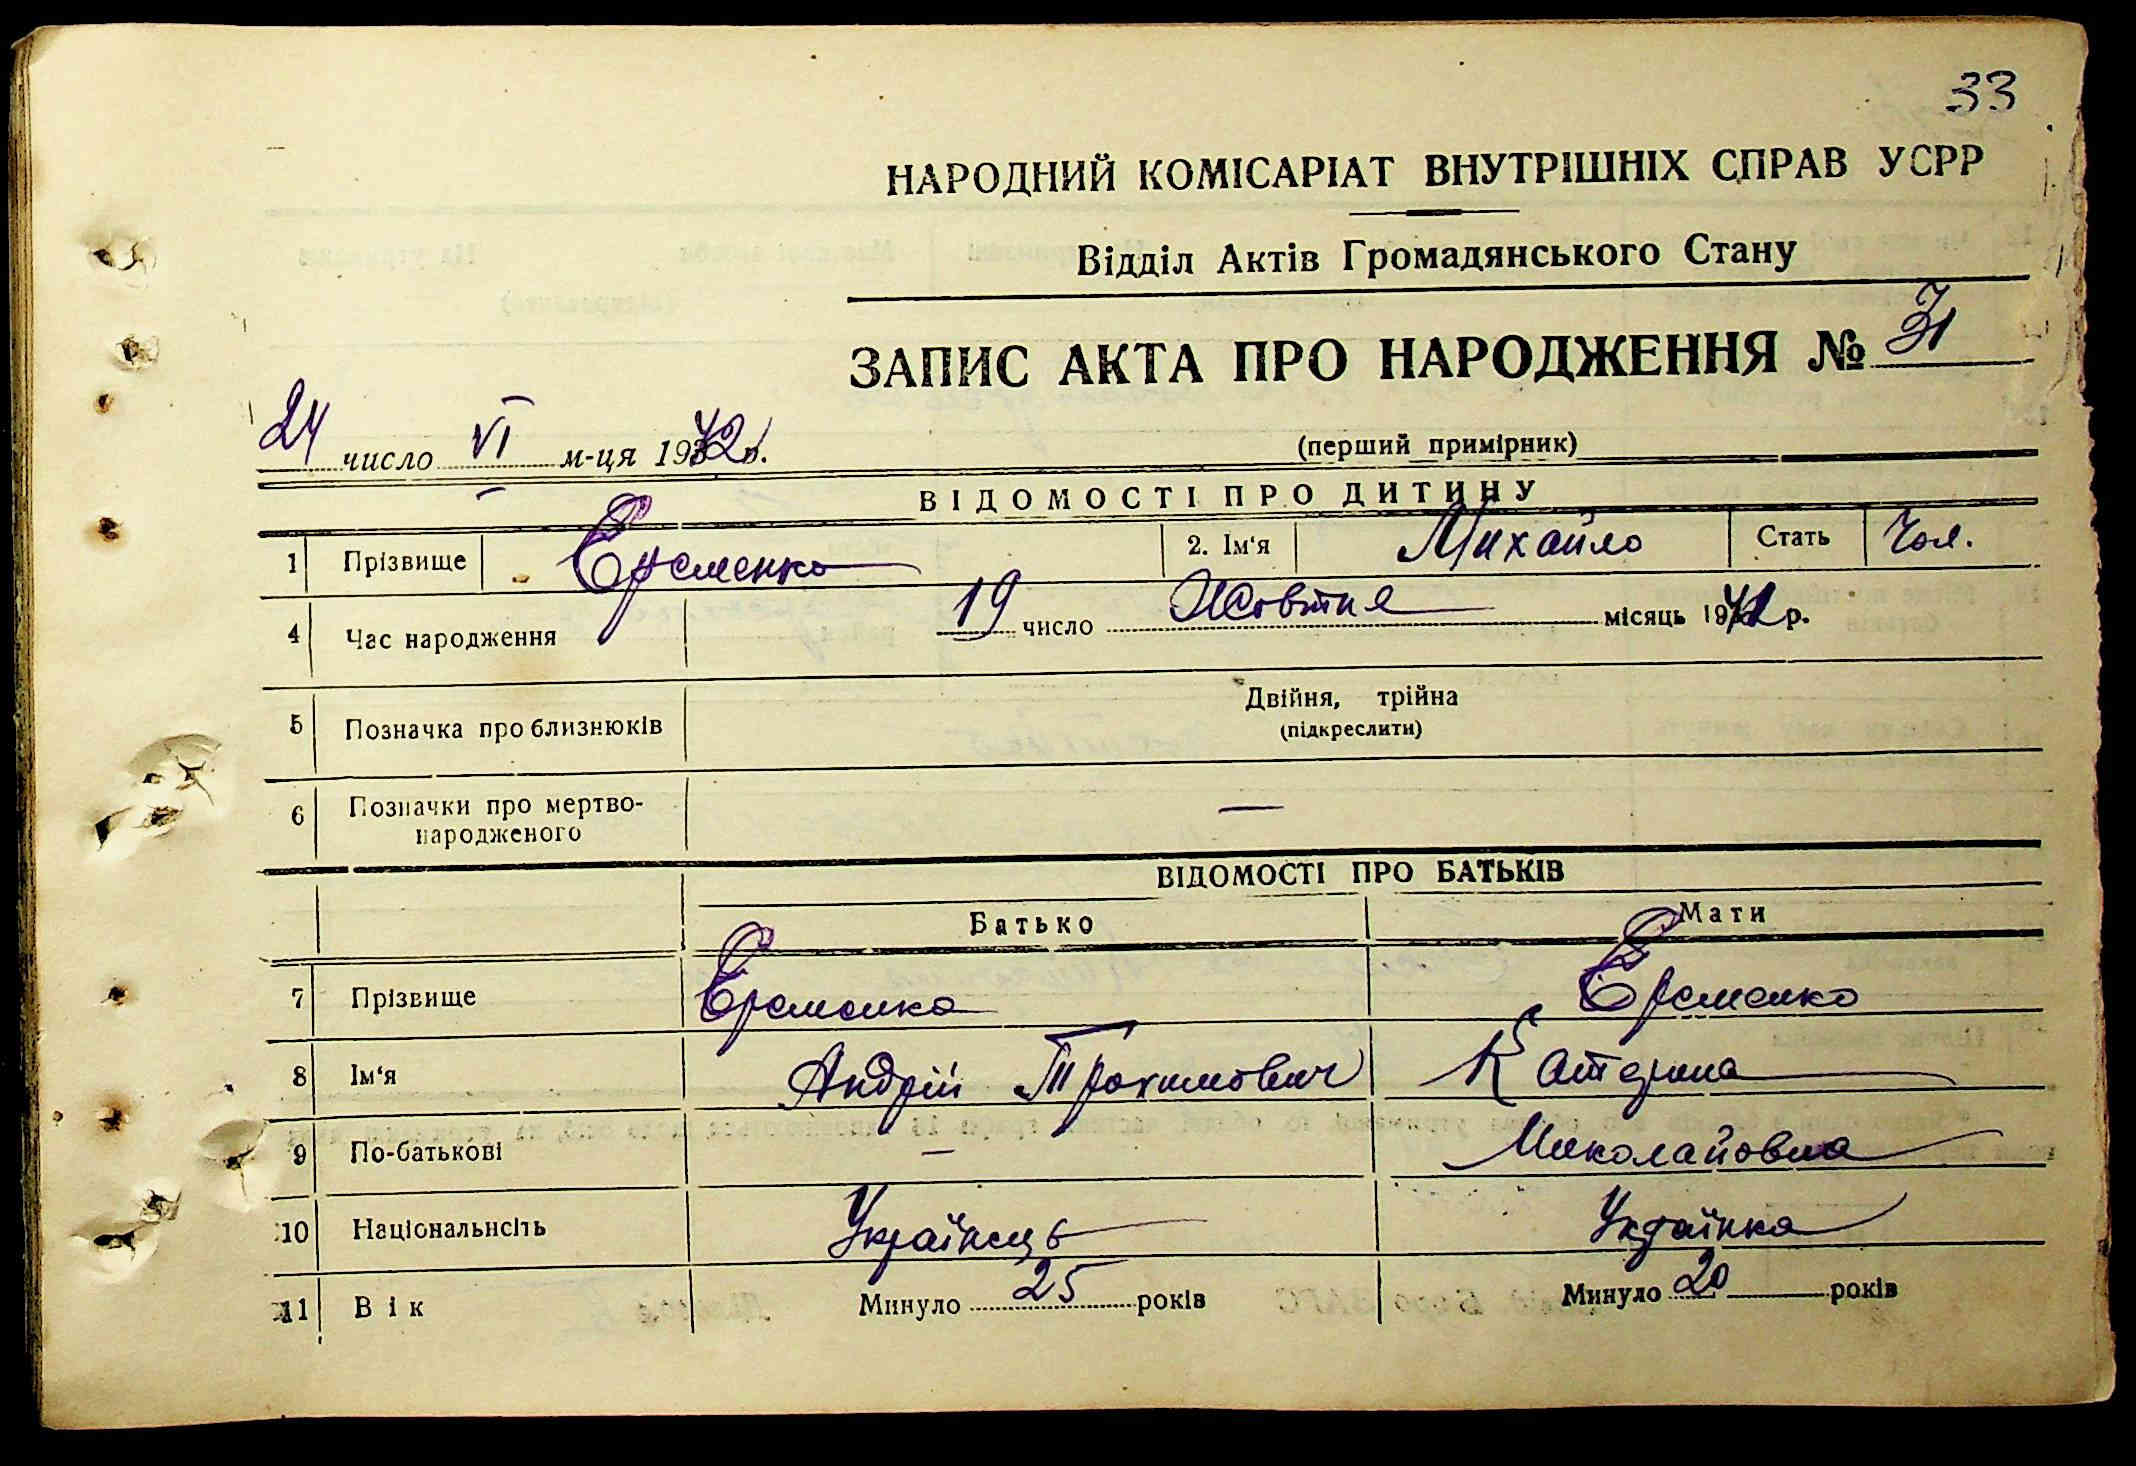 33
НАРОДНИЙ КОМІСАРІАТ ВНУТРІШНІХ СПРАВ УСРР
Відділ Актів Громадянського Стану
ЗАПИС АКТА ПРО НАРОДЖЕННЯ № 31
24 число VI м-ця 1942 р.
(перший примірник)
ВІДОМОСТІ ПРО ДИТИНУ
1 Прізвище Єременко 2. Ім'я Михайло Стать Чол.
4 Час народження 19 число Жовтня місяць 1941 р.
5 Позначка про близнюків Двійня, трійна
(підкреслити)
6 Позначки про мертво-
народженого —
ВІДОМОСТІ ПРО БАТЬКІВ
Батько Мати
7 Прізвище Єременко Єременко
8 Ім'я Андрій Трохимович Катерина
9 По-батькові — Миколайовна
10 Національнсіть Українець Українка
11 Вік Минуло 25 років Минуло 20 років